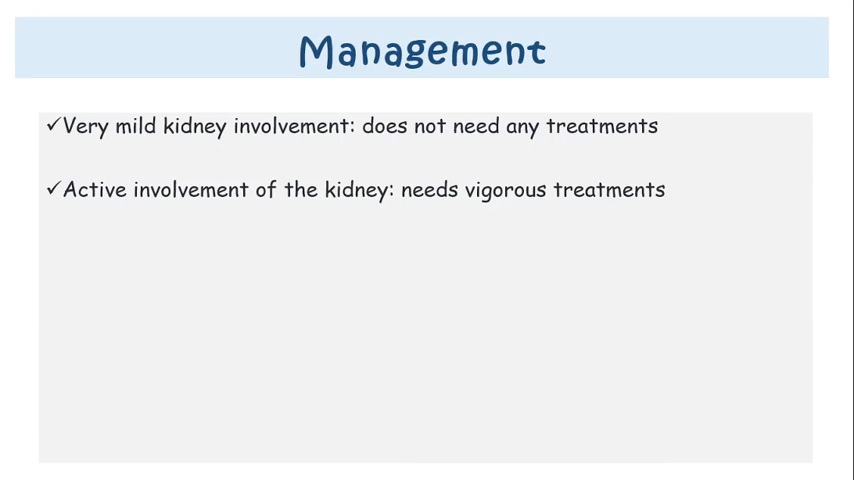 Management
✓Very mild kidney involvement: does not need any treatments
✓Active involvement of the kidney: needs vigorous treatments